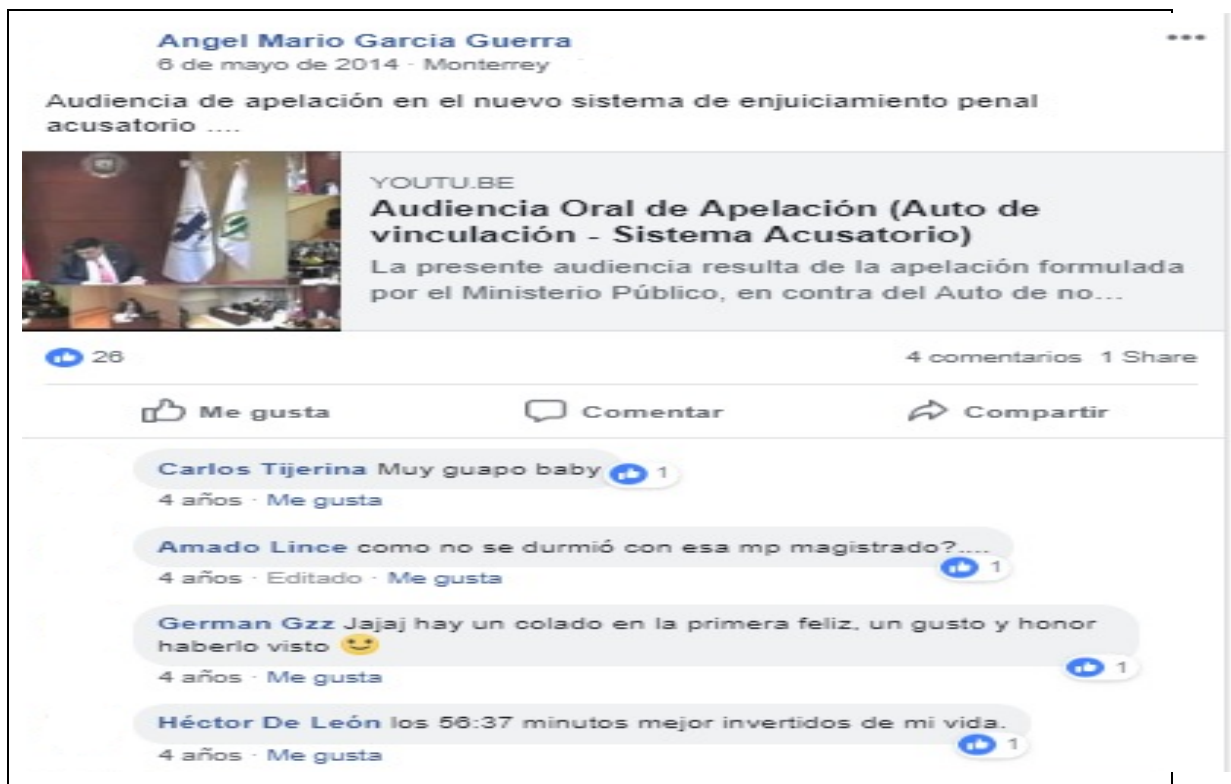 Angel Mario Garcia Guerra
6 de mayo de 2014 · Monterrey
Audiencia de apelación en el nuevo sistema de enjuiciamiento penal
acusatorio ....
YOUTU.BE
Audiencia Oral de Apelación (Auto de
vinculación - Sistema Acusatorio)
La presente audiencia resulta de la apelación formulada
por el Ministerio Público, en contra del Auto de no...
26
4 comentarios 1 Share
Me gusta Comentar Compartir
Carlos Tijerina Muy guapo baby 1
4 años · Me gusta
Amado Lince como no se durmió con esa mp magistrado?....
1
4 años · Editado · Me gusta
German Gzz Jajaj hay un colado en la primera feliz, un gusto y honor
haberlo visto
1
4 años · Me gusta
Héctor De León los 56:37 minutos mejor invertidos de mi vida.
1
4 años · Me gusta